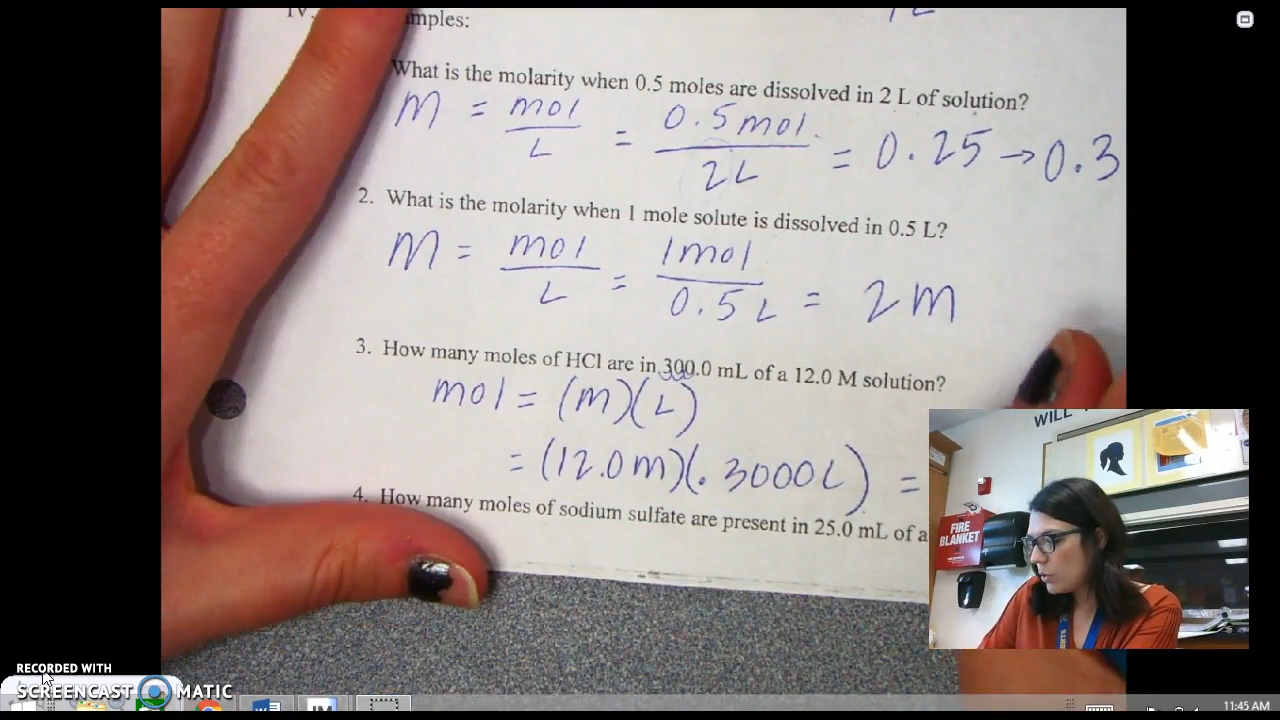 IV.
mples:
What is the molarity when 0.5 moles are dissolved in 2 L of solution?
M = mol/L = 0.5 mol./2L = 0.25 → 0.3
2. What is the molarity when 1 mole solute is dissolved in 0.5 L?
M = mol/L = 1mol/0.5 L = 2 M
3. How many moles of HCl are in 300.0 mL of a 12.0 M solution?
mol = (M)(L)
= (12.0 M)(.3000L) =
4. How many moles of sodium sulfate are present in 25.0 mL of a
WILL
FIRE
BLANKET
RECORDED WITH
SCREENCAST MATIC
11:45 AM